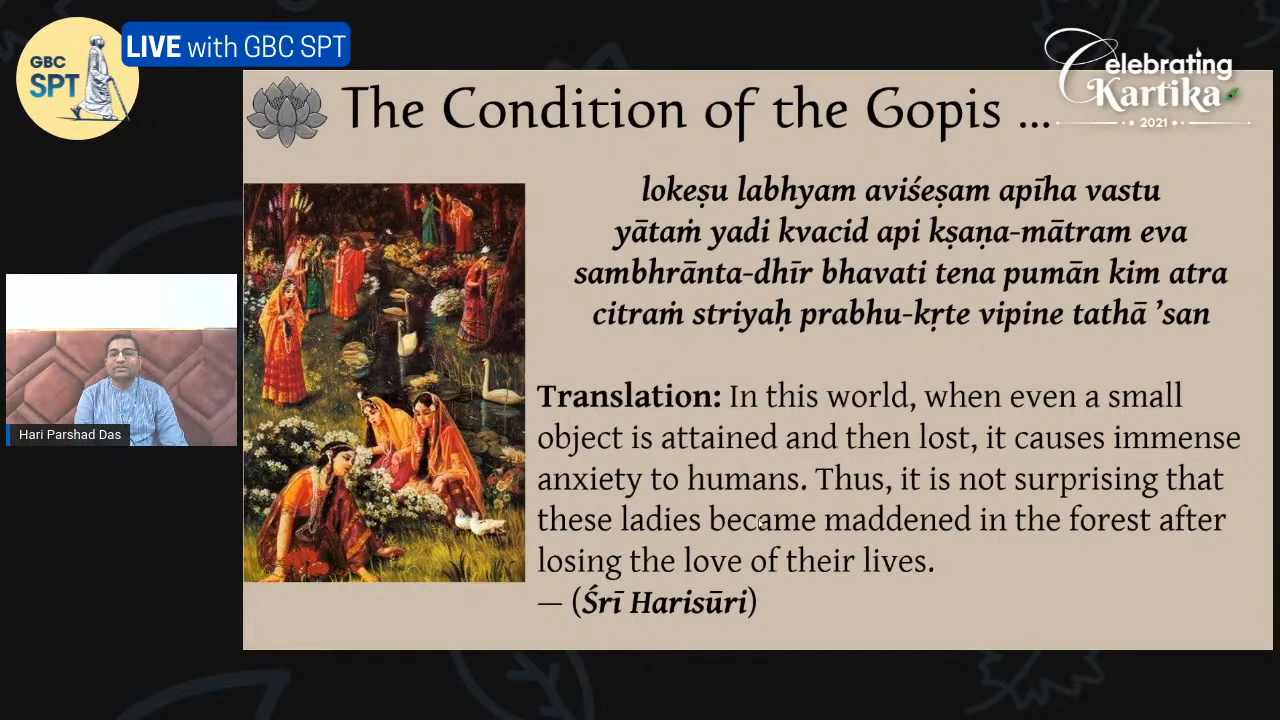 GBC
SPT
LIVE with GBC SPT
Celebrating
Kartika
2021
The Condition of the Gopis ...
lokeṣu labhyam aviśeṣam apīha vastu
yātaṁ yadi kvacid api kṣaṇa-mātram eva
sambhrānta-dhīr bhavati tena pumān kim atra
citraṁ striyaḥ prabhu-kṛte vipine tathā ’san
Translation: In this world, when even a small
object is attained and then lost, it causes immense
anxiety to humans. Thus, it is not surprising that
these ladies became maddened in the forest after
losing the love of their lives.
— (Śrī Harisūri)
Hari Parshad Das